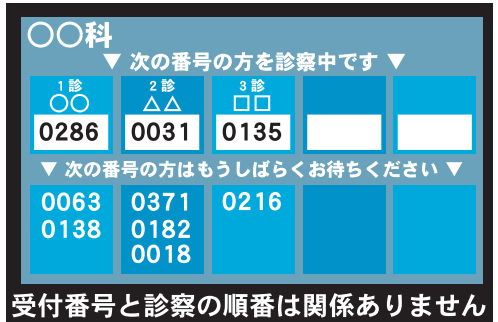 ○○科
▼ 次の番号の方を診察中です ▼
1診 2診 3診
○○ △△ □□
0286 0031 0135
▼ 次の番号の方はもうしばらくお待ちください ▼
0063 0371 0216
0138 0182
0018
受付番号と診察の順番は関係ありません